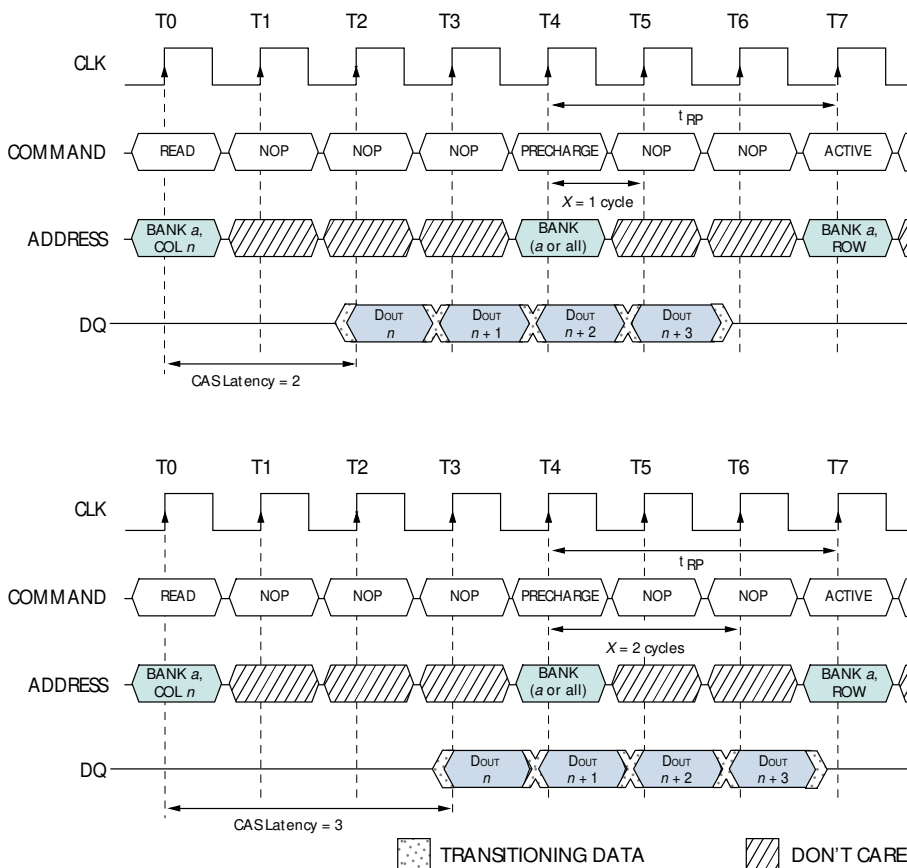 T0 T1 T2 T3 T4 T5 T6 T7
CLK
t RP
COMMAND READ NOP NOP NOP PRECHARGE NOP NOP ACTIVE
X = 1 cycle
ADDRESS BANK a, COL n BANK (a or all) BANK a, ROW
DQ DOUT n DOUT n + 1 DOUT n + 2 DOUT n + 3
CAS Latency = 2
T0 T1 T2 T3 T4 T5 T6 T7
CLK
t RP
COMMAND READ NOP NOP NOP PRECHARGE NOP NOP ACTIVE
X = 2 cycles
ADDRESS BANK a, COL n BANK (a or all) BANK a, ROW
DQ DOUT n DOUT n + 1 DOUT n + 2 DOUT n + 3
CAS Latency = 3
TRANSITIONING DATA DON'T CARE